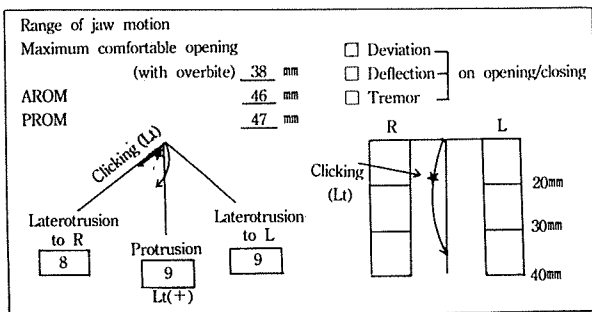 Range of jaw motion
Maximum comfortable opening
(with overbite) 38 mm
AROM 46 mm
PROM 47 mm
□ Deviation
□ Deflection on opening/closing
□ Tremor
Clicking (Lt)
Laterotrusion to R
8
Protrusion
9
Lt(+)
Laterotrusion to L
9
R L
Clicking (Lt)
20mm
30mm
40mm